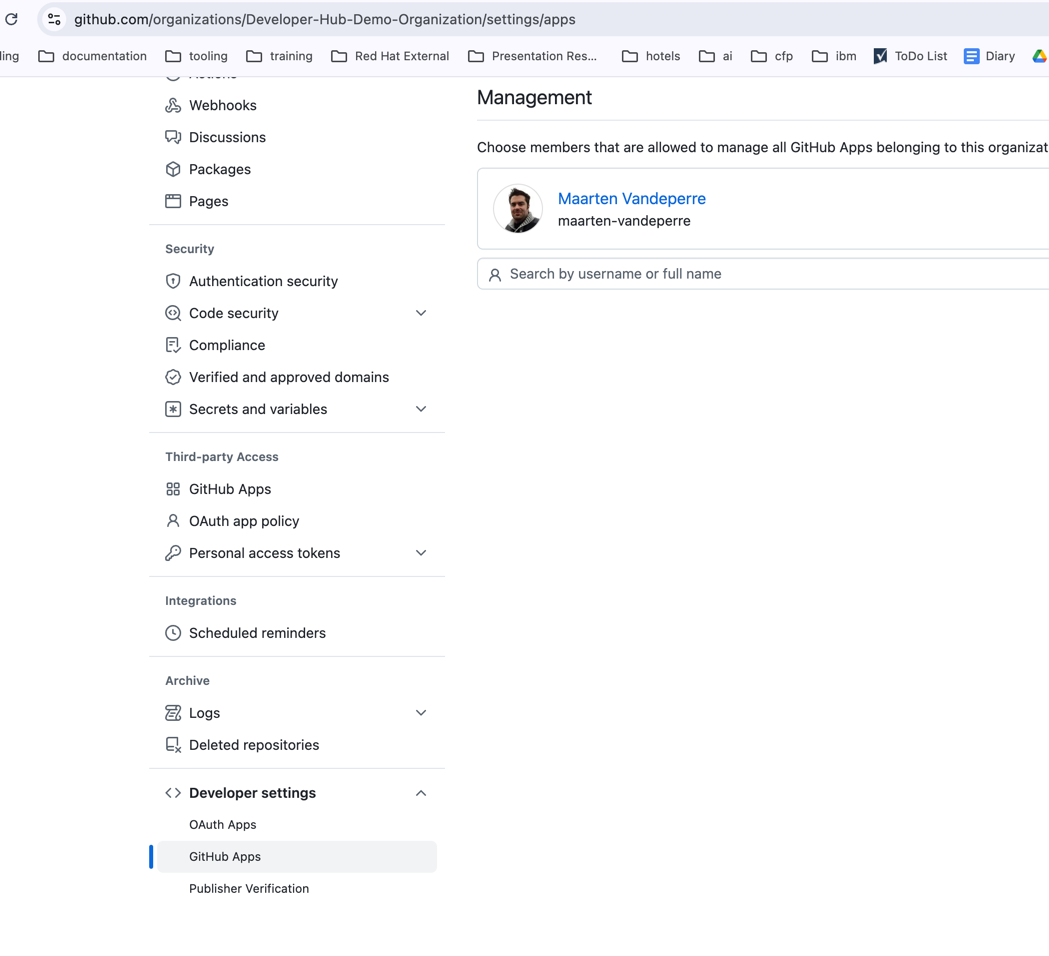 github.com/organizations/Developer-Hub-Demo-Organization/settings/apps
documentation tooling training Red Hat External Presentation Res... hotels ai cfp ibm ToDo List Diary
Webhooks
Discussions
Packages
Pages
Security
Authentication security
Code security
Compliance
Verified and approved domains
Secrets and variables
Third-party Access
GitHub Apps
OAuth app policy
Personal access tokens
Integrations
Scheduled reminders
Archive
Logs
Deleted repositories
Developer settings
OAuth Apps
GitHub Apps
Publisher Verification
Management
Choose members that are allowed to manage all GitHub Apps belonging to this organizat
Maarten Vandeperre
maarten-vandeperre
Search by username or full name